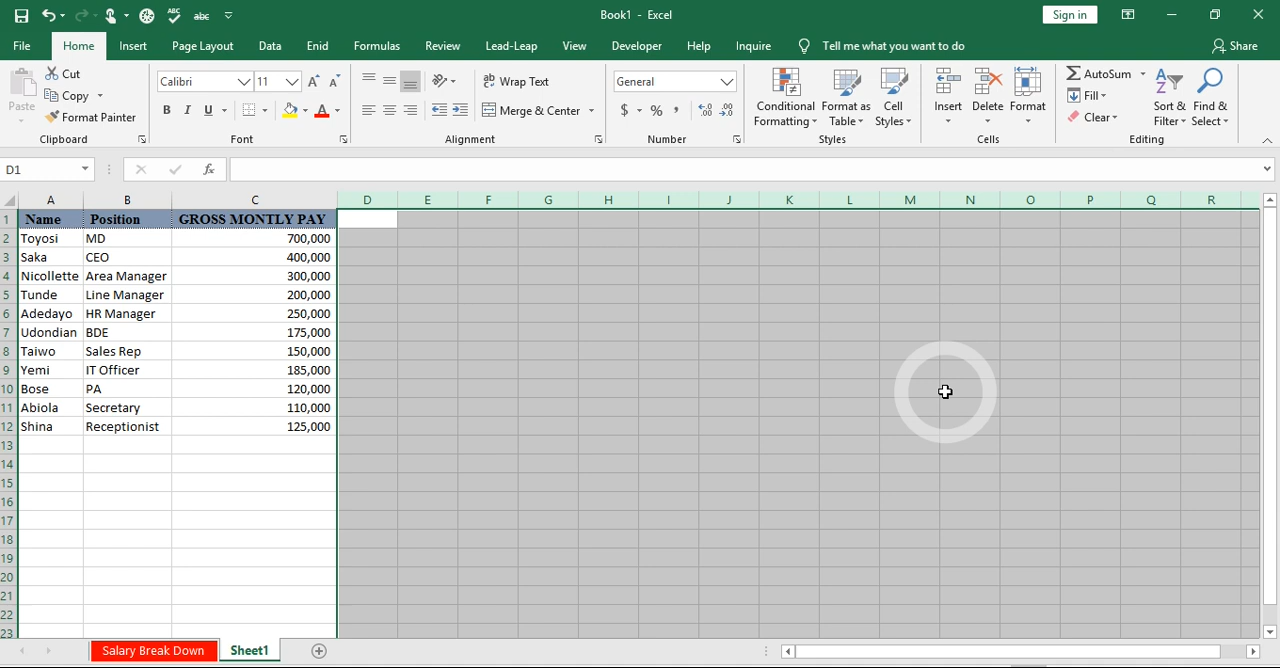 Book1 - Excel
Sign in
File Home Insert Page Layout Data Enid Formulas Review Lead-Leap View Developer Help Inquire Tell me what you want to do Share
Paste
Cut
Copy
Format Painter
Clipboard
Calibri 11
B I U A
Font
Wrap Text
Merge & Center
Alignment
General
$ % ,
Number
Conditional Formatting
Format as Table
Cell Styles
Styles
Insert Delete Format
Cells
AutoSum
Fill
Clear
Sort & Filter
Find & Select
Editing
D1 fx
A B C D E F G H I J K L M N O P Q R
1 Name Position GROSS MONTLY PAY
2 Toyosi MD 700,000
3 Saka CEO 400,000
4 Nicollette Area Manager 300,000
5 Tunde Line Manager 200,000
6 Adedayo HR Manager 250,000
7 Udondian BDE 175,000
8 Taiwo Sales Rep 150,000
9 Yemi IT Officer 185,000
10 Bose PA 120,000
11 Abiola Secretary 110,000
12 Shina Receptionist 125,000
13
14
15
16
17
18
19
20
21
22
23
Salary Break Down Sheet1